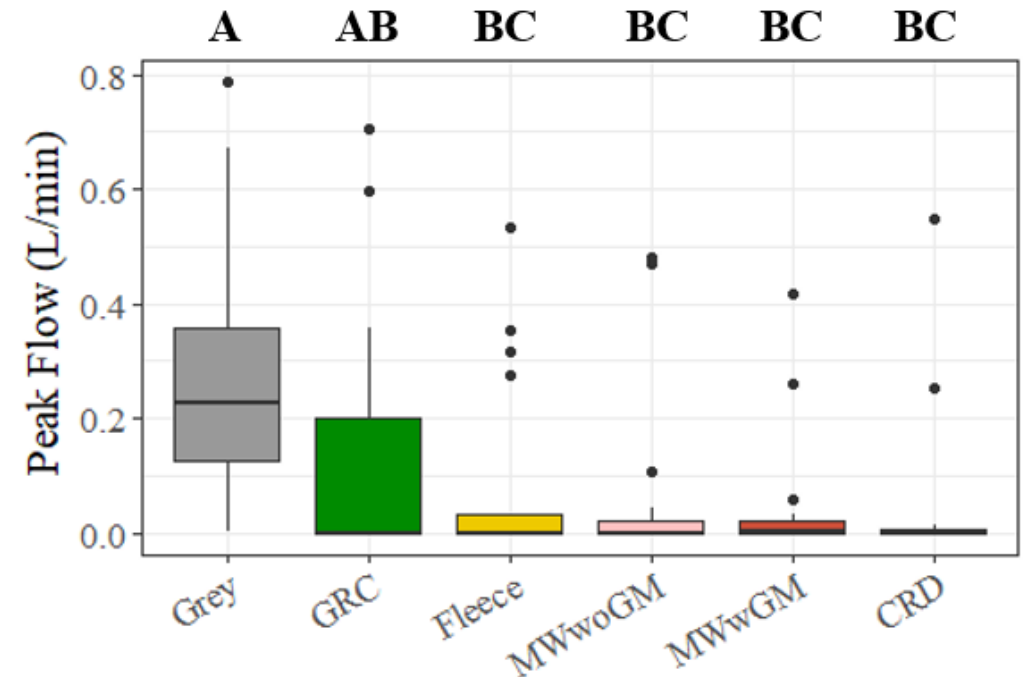 A AB BC BC BC BC
Peak Flow (L/min)
0.8
0.6
0.4
0.2
0.0
Grey GRC Fleece MWwoGM MWwGM CRD